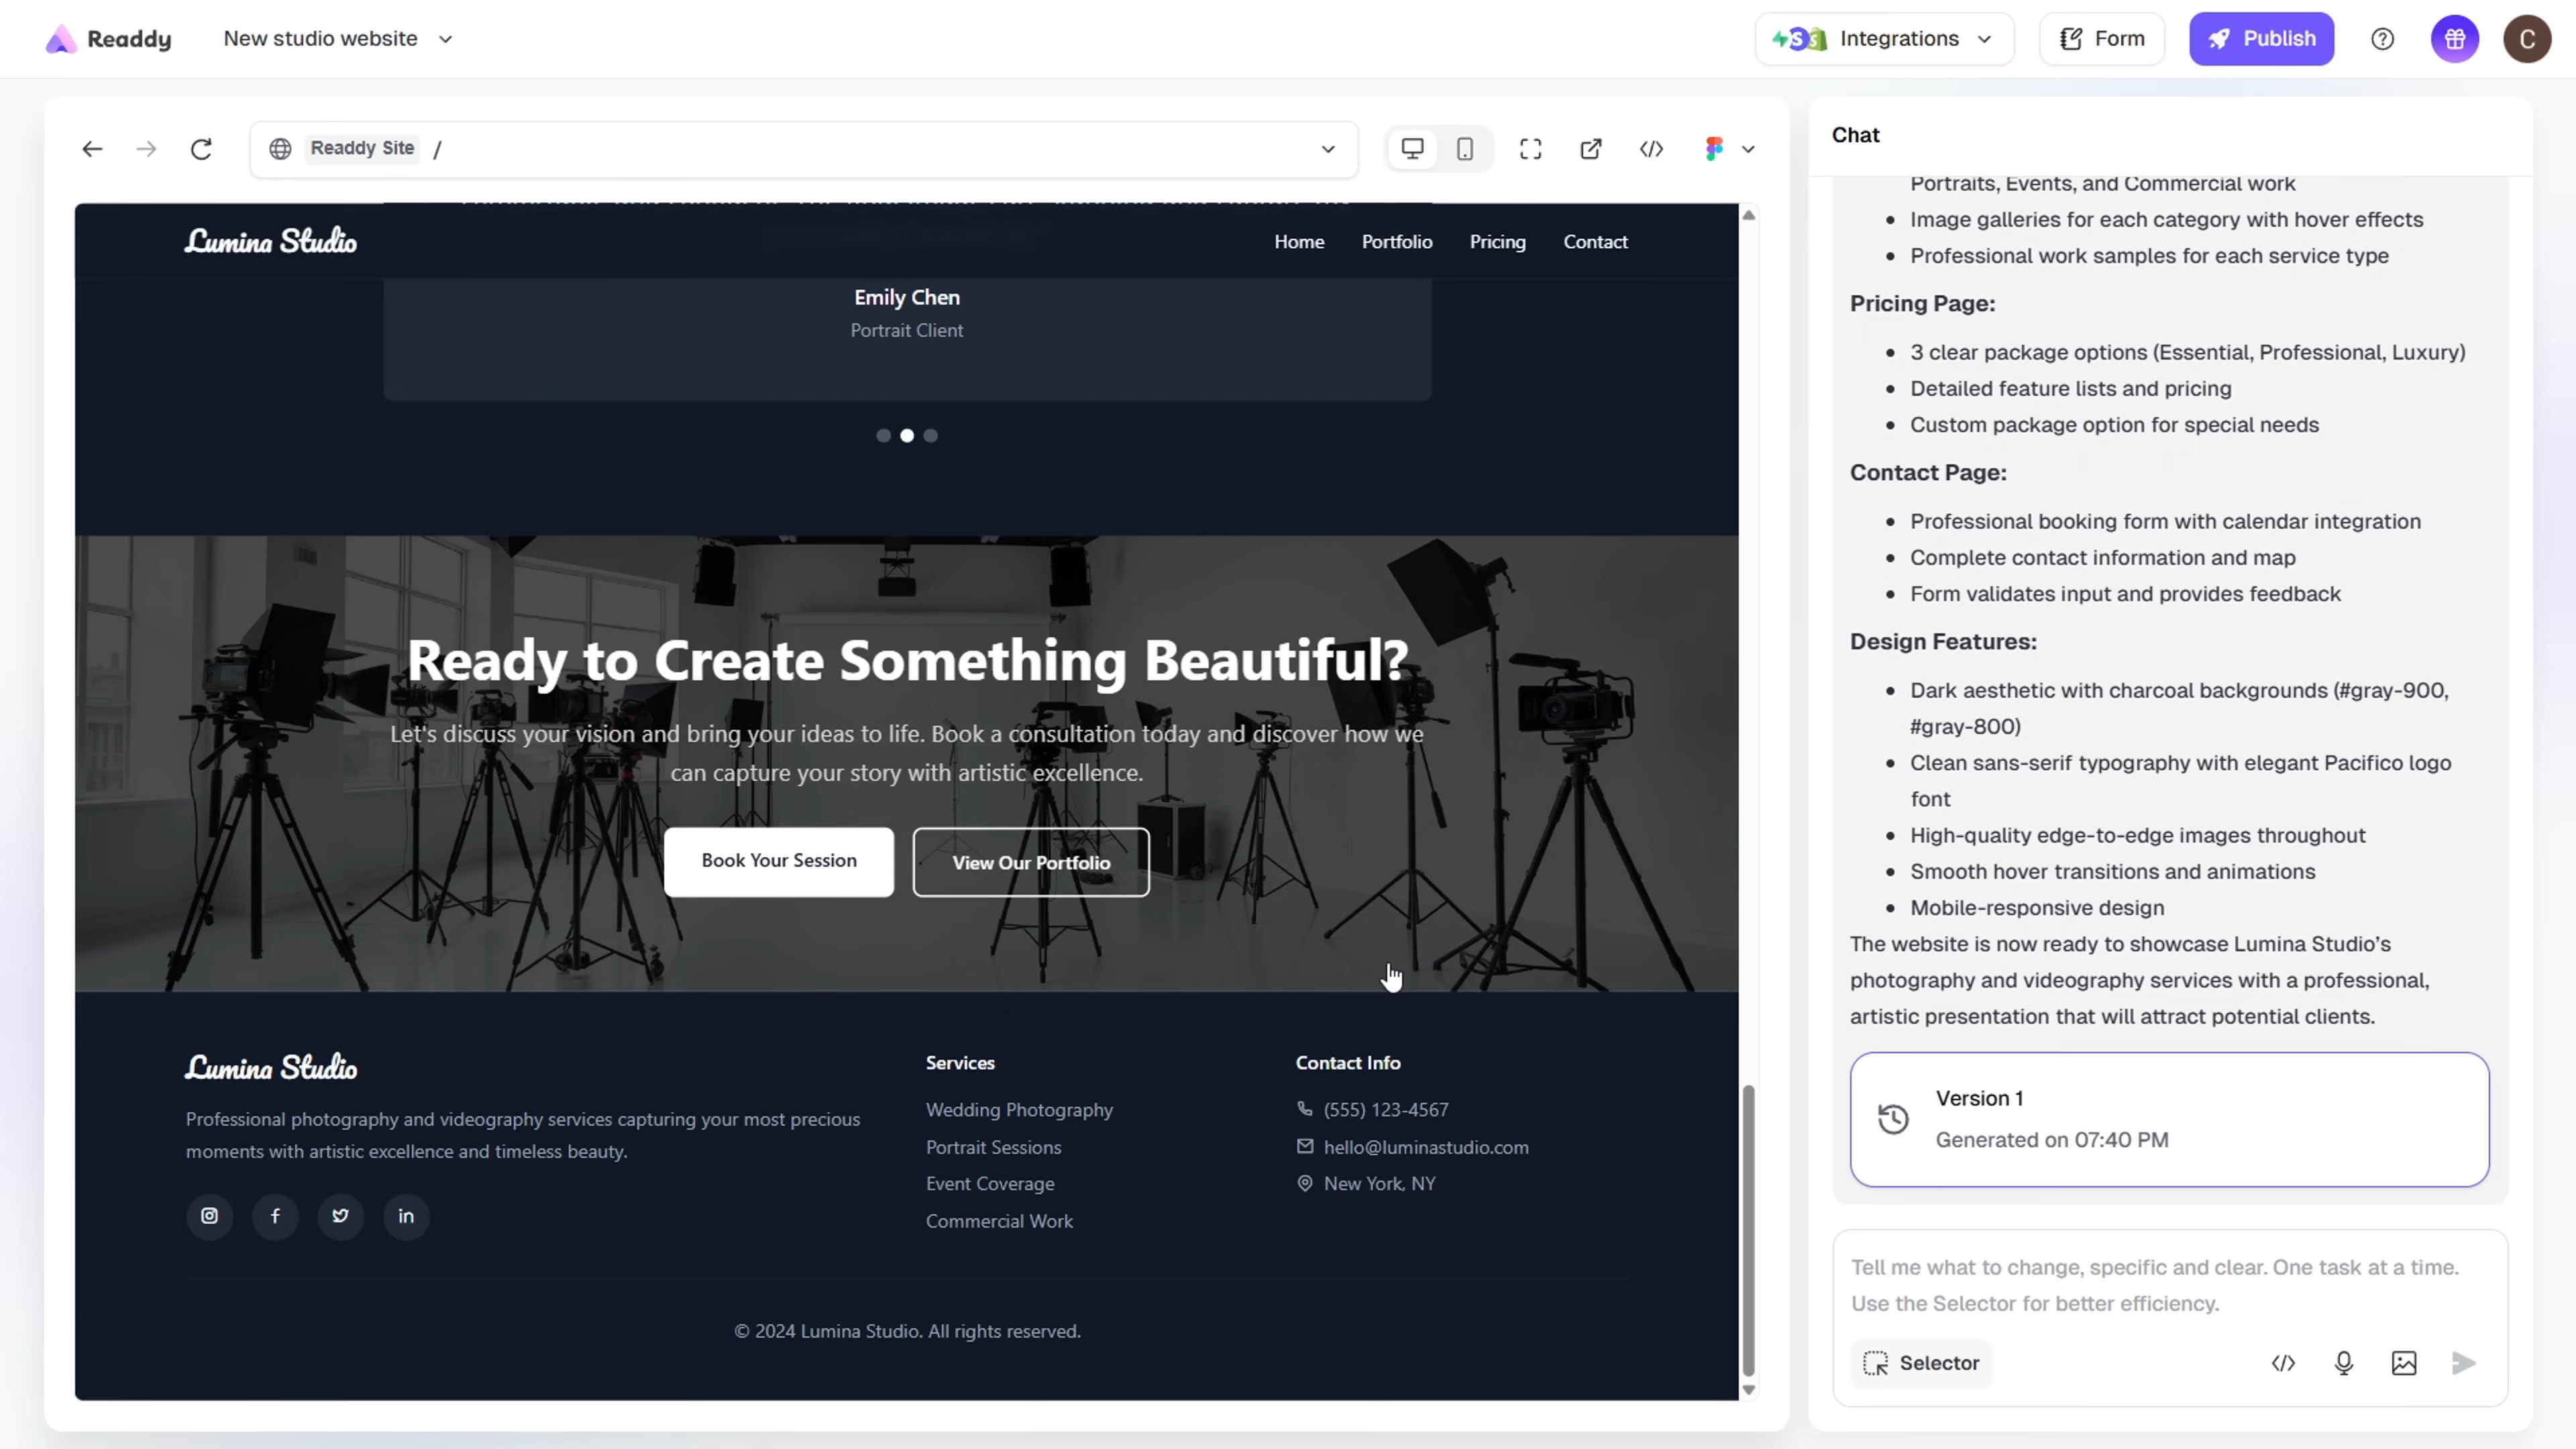 Readdy
New studio website
Integrations
Form
Publish
C
Readdy Site /
Lumina Studio
Home
Portfolio
Pricing
Contact
Emily Chen
Portrait Client
Ready to Create Something Beautiful?
Let's discuss your vision and bring your ideas to life. Book a consultation today and discover how we
can capture your story with artistic excellence.
Book Your Session
View Our Portfolio
Lumina Studio
Professional photography and videography services capturing your most precious
moments with artistic excellence and timeless beauty.
Services
Wedding Photography
Portrait Sessions
Event Coverage
Commercial Work
Contact Info
(555) 123-4567
hello@luminastudio.com
New York, NY
© 2024 Lumina Studio. All rights reserved.
Chat
Portraits, Events, and Commercial work
Image galleries for each category with hover effects
Professional work samples for each service type
Pricing Page:
3 clear package options (Essential, Professional, Luxury)
Detailed feature lists and pricing
Custom package option for special needs
Contact Page:
Professional booking form with calendar integration
Complete contact information and map
Form validates input and provides feedback
Design Features:
Dark aesthetic with charcoal backgrounds (#gray-900,
#gray-800)
Clean sans-serif typography with elegant Pacifico logo
font
High-quality edge-to-edge images throughout
Smooth hover transitions and animations
Mobile-responsive design
The website is now ready to showcase Lumina Studio's
photography and videography services with a professional,
artistic presentation that will attract potential clients.
Version 1
Generated on 07:40 PM
Tell me what to change, specific and clear. One task at a time.
Use the Selector for better efficiency.
Selector